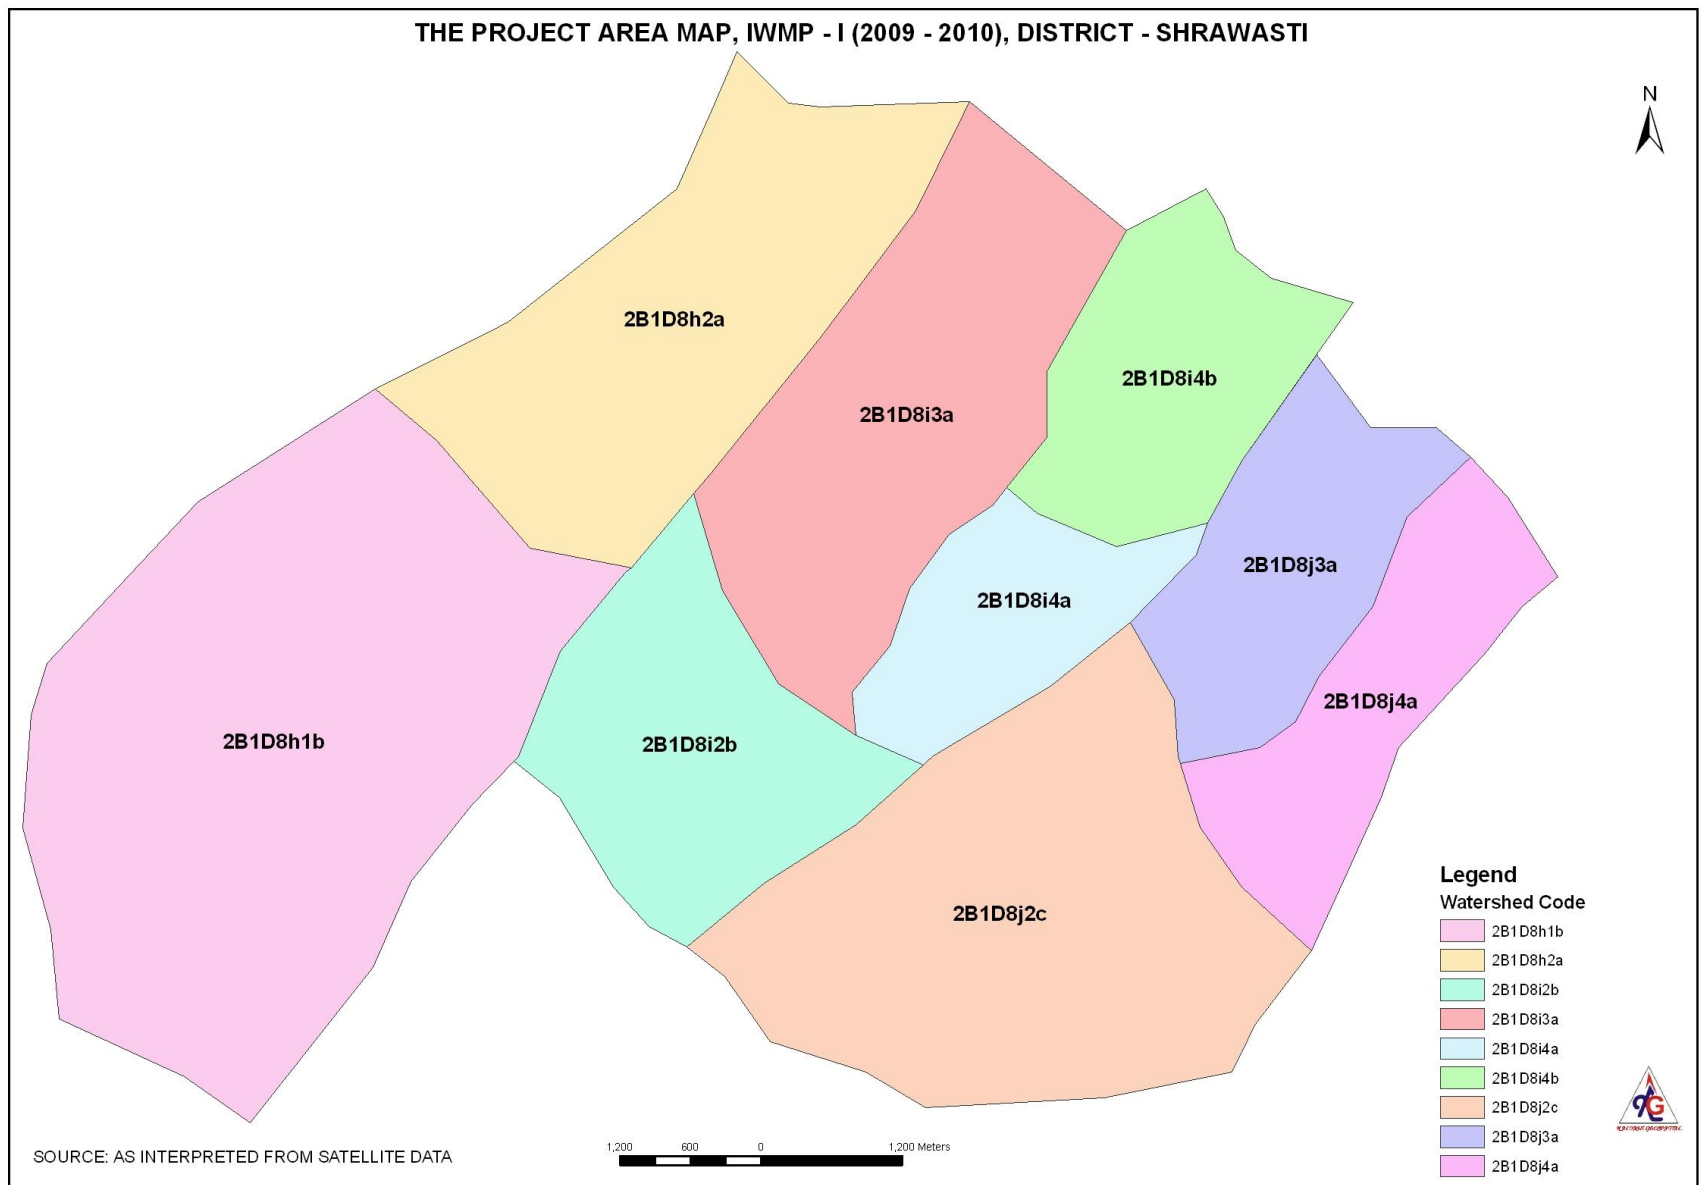 THE PROJECT AREA MAP, IWMP - I (2009 - 2010), DISTRICT - SHRAWASTI
N
2B1D8h2a
2B1D8i4b
2B1D8i3a
2B1D8j3a
2B1D8i4a
2B1D8j4a
2B1D8h1b
2B1D8i2b
2B1D8j2c
Legend
Watershed Code
2B1D8h1b
2B1D8h2a
2B1D8i2b
2B1D8i3a
2B1D8i4a
2B1D8i4b
2B1D8j2c
2B1D8j3a
2B1D8j4a
1,200 600 0 1,200 Meters
SOURCE: AS INTERPRETED FROM SATELLITE DATA